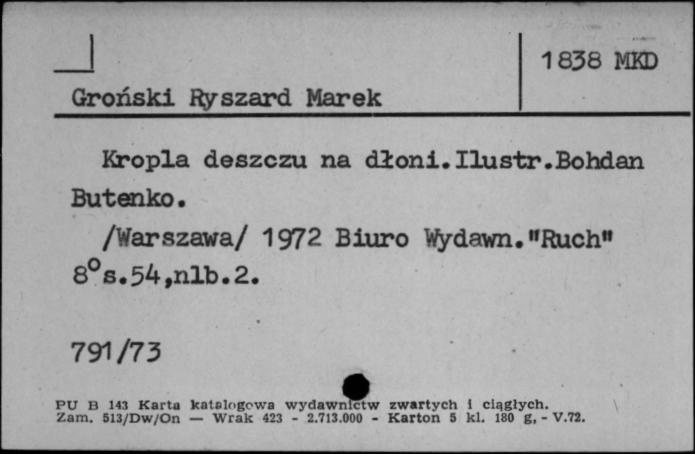 1838 MKD
Groński Ryszard Marek
Kropla deszczu na dłoni.Ilustr.Bohdan
Butenko.
/Warszawa/ 1972 Biuro Wydawn."Ruch"
8°s.54,nlb.2.
791/73
PU B 143 Karta katalogowa wydawnictw zwartych i ciągłych.
Zam. 513/Dw/On — Wrak 423 - 2.713.000 - Karton 5 kl. 180 g, - V.72.